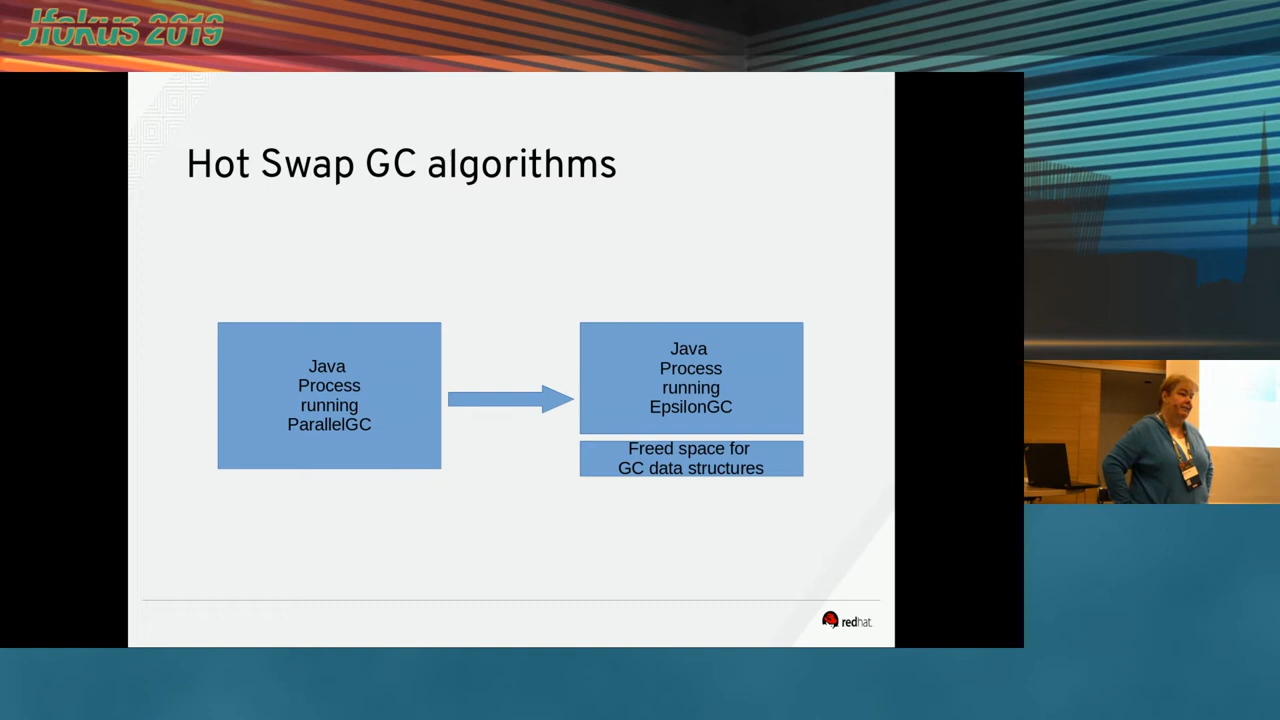 Jfokus 2019
Hot Swap GC algorithms
Java
Process
running
ParallelGC
Java
Process
running
EpsilonGC
Freed space for
GC data structures
redhat.